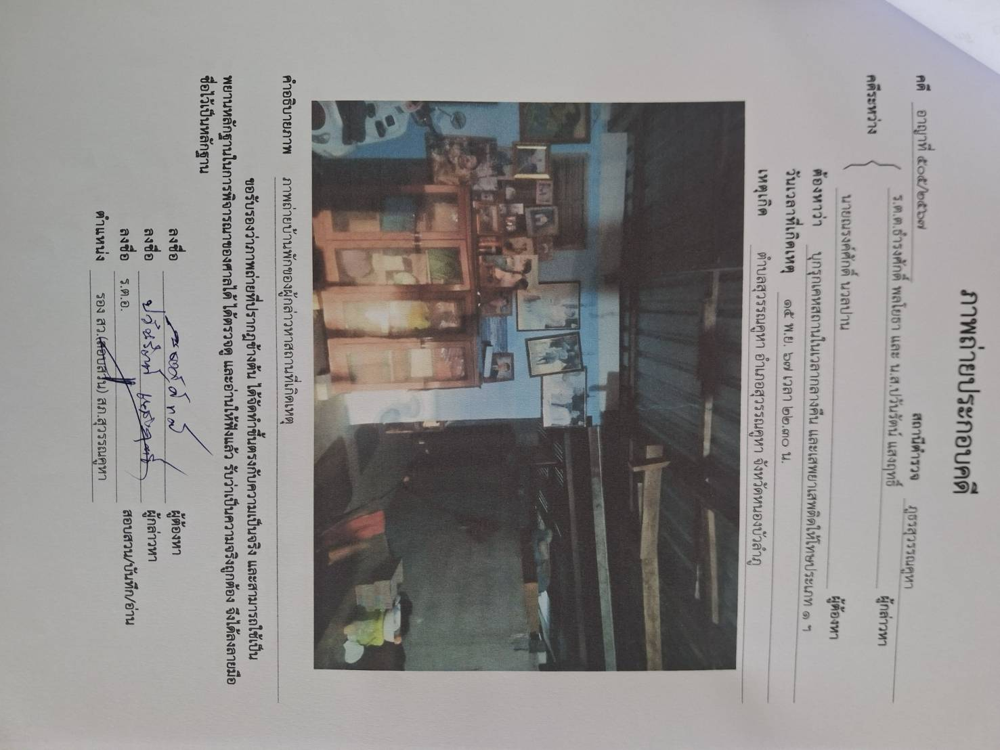 ภาพถ่ายประกอบคดี
คดี อาญาที่ ๕๐๕/๒๕๖๗ สถานีตำรวจ ภูธรสุวรรณคูหา
คดีระหว่าง { ร.ต.ต.ธำรงศักดิ์ พลโยธา และ น.ส.ปวันรัตน์ แสงฤทธิ์ ผู้กล่าวหา
นายณรงค์ศักดิ์ นวลปาน ผู้ต้องหา
ต้องหาว่า บุกรุกเคหสถานในเวลากลางคืน และเสพยาเสพติดให้โทษประเภท ๑ ฯ
วันเวลาที่เกิดเหตุ ๑๕ พ.ย. ๖๗ เวลา ๒๒.๓๐ น.
เหตุเกิด ตำบลสุวรรณคูหา อำเภอสุวรรณคูหา จังหวัดหนองบัวลำภู
คำอธิบายภาพ ภาพถ่ายบ้านพักของผู้กล่าวหาสถานที่เกิดเหตุ
ขอรับรองว่าภาพถ่ายที่ปรากฏข้างต้น ได้จัดทำขึ้นตรงกับความเป็นจริง และสามารถใช้เป็น
พยานหลักฐานในการพิจารณาของศาลได้ ได้ตรวจดู และอ่านให้ฟังแล้ว รับว่าเป็นความจริงถูกต้อง จึงได้ลงลายมือ
ชื่อไว้เป็นหลักฐาน
ลงชื่อ ผู้ต้องหา
ลงชื่อ ผู้กล่าวหา
ลงชื่อ ร.ต.อ. สอบสวน/บันทึก/อ่าน
ตำแหน่ง รอง สว.(สอบสวน) สภ.สุวรรณคูหา